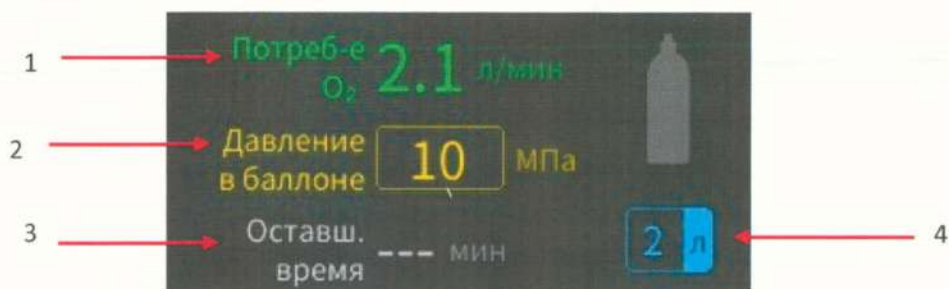 1
Потреб-е
O₂ 2.1 л/мин
2
Давление
в баллоне 10 МПа
3
Оставш.
время --- мин
2 л
4